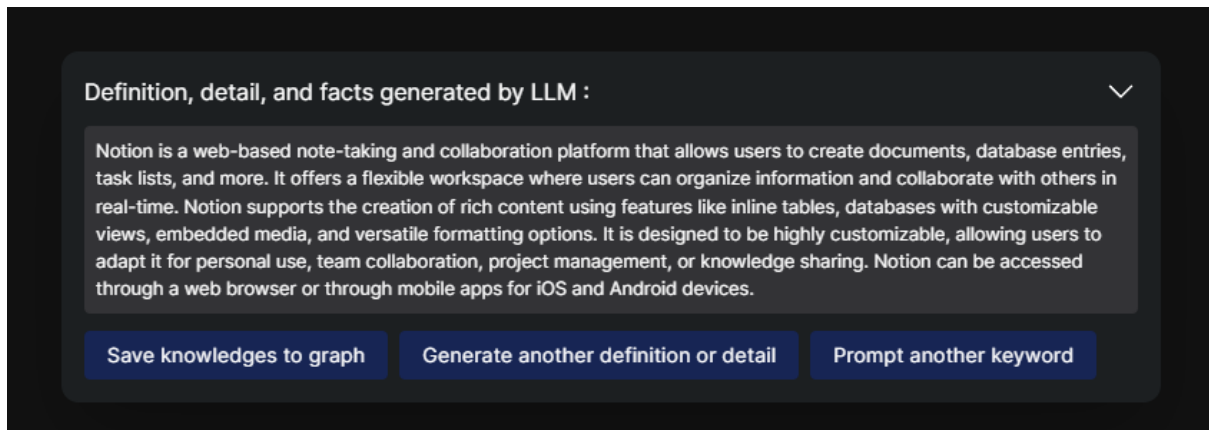 Definition, detail, and facts generated by LLM :
Notion is a web-based note-taking and collaboration platform that allows users to create documents, database entries,
task lists, and more. It offers a flexible workspace where users can organize information and collaborate with others in
real-time. Notion supports the creation of rich content using features like inline tables, databases with customizable
views, embedded media, and versatile formatting options. It is designed to be highly customizable, allowing users to
adapt it for personal use, team collaboration, project management, or knowledge sharing. Notion can be accessed
through a web browser or through mobile apps for iOS and Android devices.
Save knowledges to graph
Generate another definition or detail
Prompt another keyword